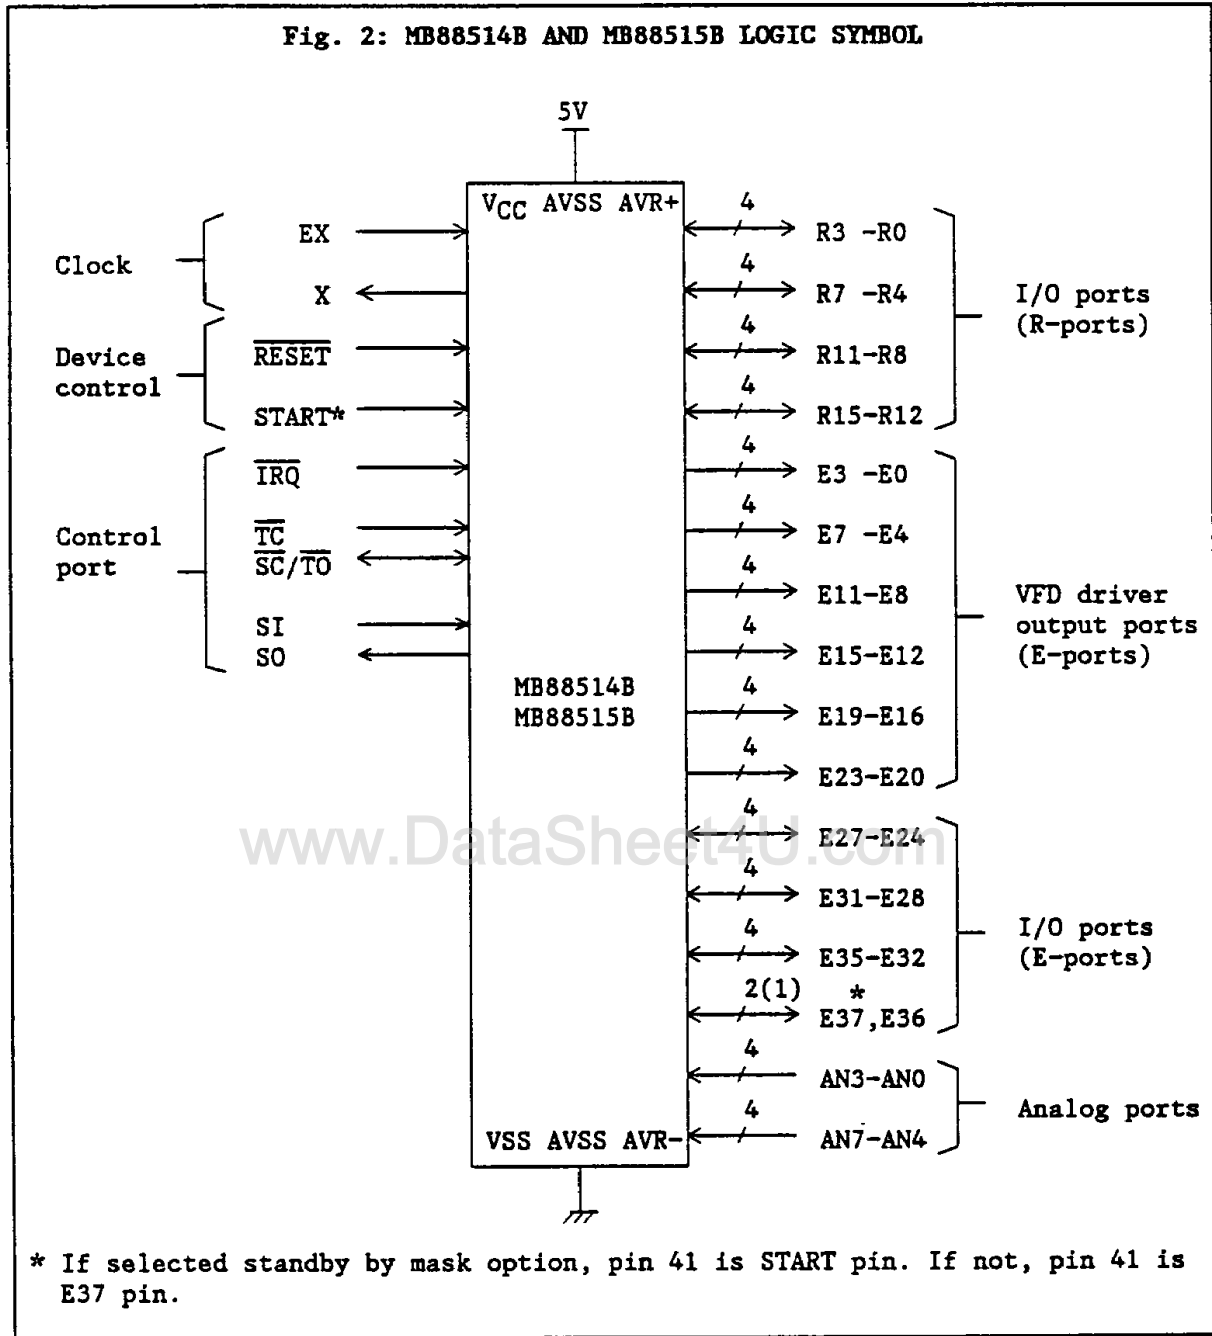 Fig. 2: MB88514B AND MB88515B LOGIC SYMBOL
5V
VCC AVSS AVR+
Clock
EX
X
Device
control
R̅E̅S̅E̅T̅
START*
Control
port
I̅R̅Q̅
T̅C̅
S̅C̅/T̅O̅
SI
SO
MB88514B
MB88515B
4
R3 -R0
4
R7 -R4
4
R11-R8
4
R15-R12
I/O ports
(R-ports)
4
E3 -E0
4
E7 -E4
4
E11-E8
4
E15-E12
4
E19-E16
4
E23-E20
VFD driver
output ports
(E-ports)
4
E27-E24
4
E31-E28
4
E35-E32
2(1) *
E37,E36
I/O ports
(E-ports)
4
AN3-AN0
4
AN7-AN4
Analog ports
VSS AVSS AVR-
www.DataSheet4U.com
* If selected standby by mask option, pin 41 is START pin. If not, pin 41 is
E37 pin.